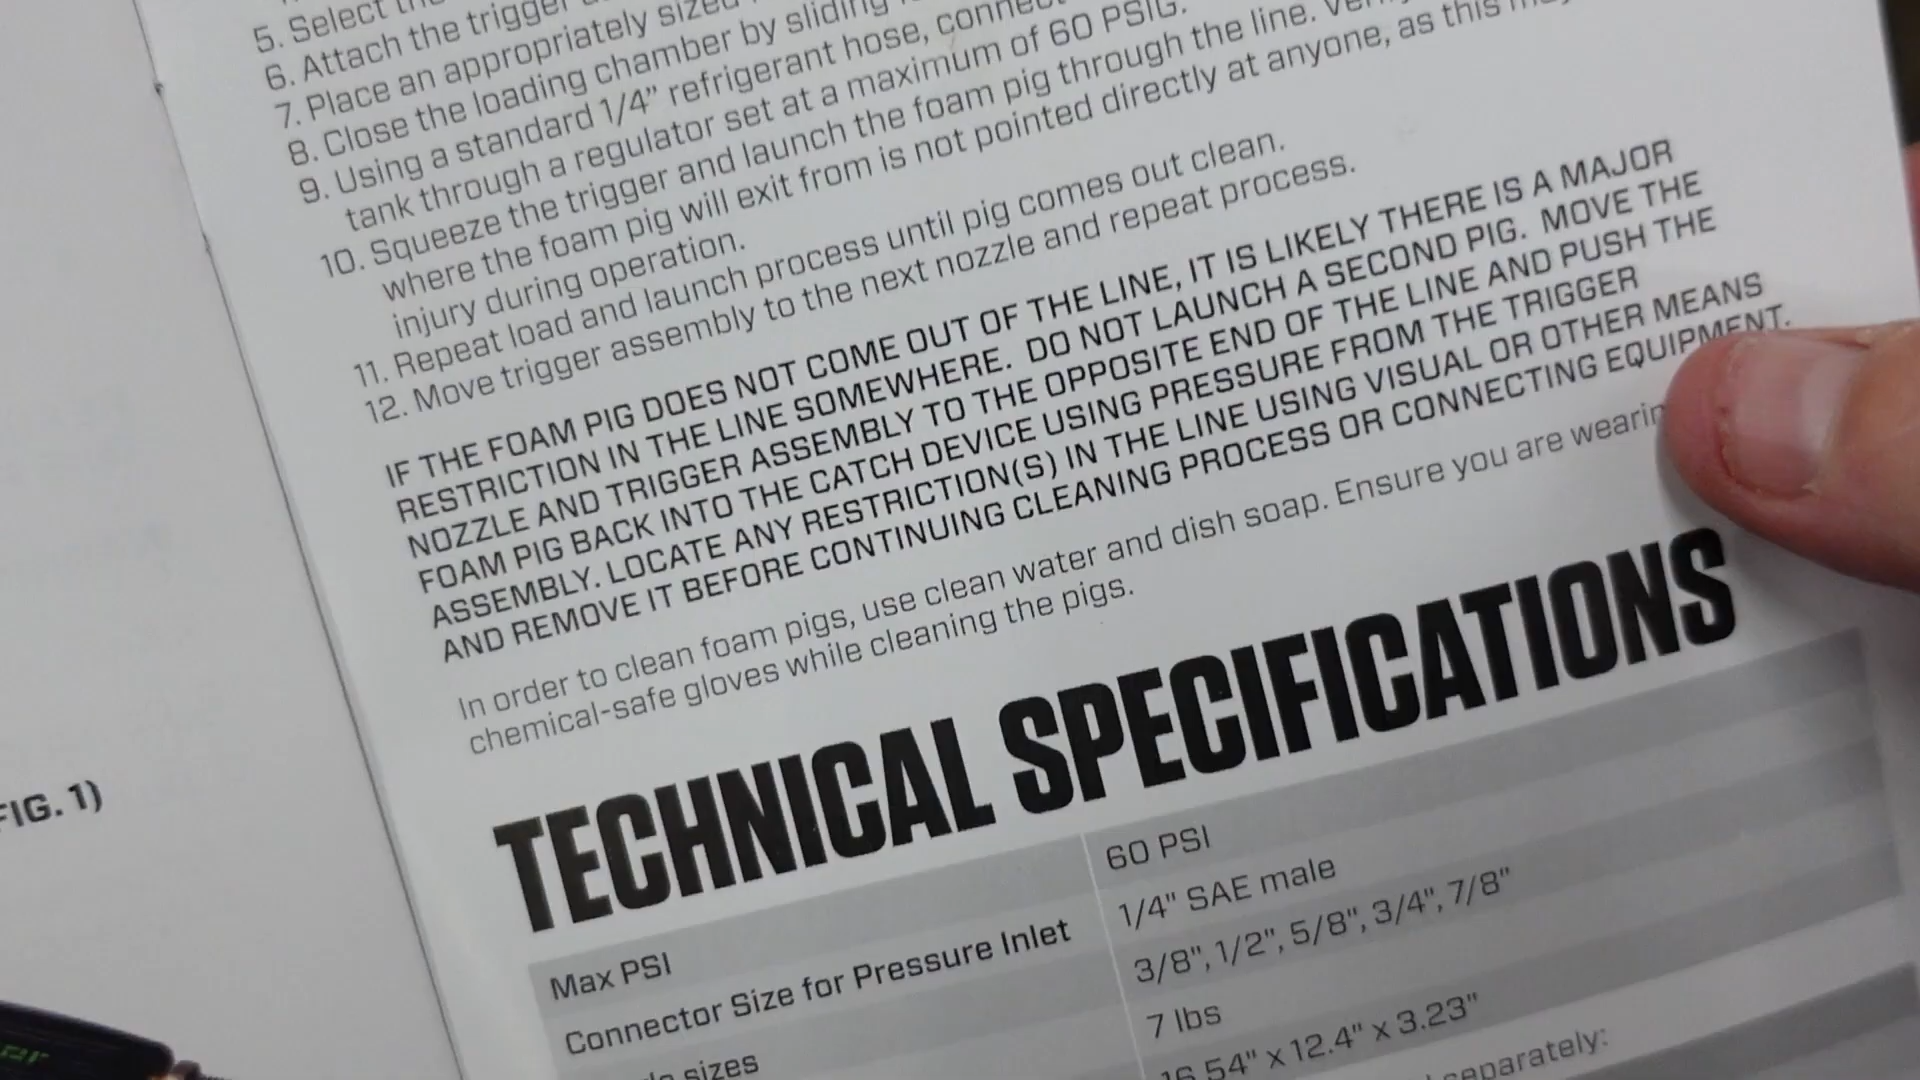 5. Select the
6. Attach the trigger
7. Place an appropriately sized
8. Close the loading chamber by sliding
9. Using a standard 1/4" refrigerant hose, connect
tank through a regulator set at a maximum of 60 PSIG.
10. Squeeze the trigger and launch the foam pig through the line.
where the foam pig will exit from is not pointed directly at anyone, as this may
injury during operation.
11. Repeat load and launch process until pig comes out clean.
12. Move trigger assembly to the next nozzle and repeat process.
IF THE FOAM PIG DOES NOT COME OUT OF THE LINE, IT IS LIKELY THERE IS A MAJOR
RESTRICTION IN THE LINE SOMEWHERE. DO NOT LAUNCH A SECOND PIG. MOVE THE
NOZZLE AND TRIGGER ASSEMBLY TO THE OPPOSITE END OF THE LINE AND PUSH THE
FOAM PIG BACK INTO THE CATCH DEVICE USING PRESSURE FROM THE TRIGGER
ASSEMBLY. LOCATE ANY RESTRICTION(S) IN THE LINE USING VISUAL OR OTHER MEANS
AND REMOVE IT BEFORE CONTINUING CLEANING PROCESS OR CONNECTING EQUIPMENT.
In order to clean foam pigs, use clean water and dish soap. Ensure you are wearin
chemical-safe gloves while cleaning the pigs.
FIG. 1)
TECHNICAL SPECIFICATIONS
Max PSI 60 PSI
Connector Size for Pressure Inlet 1/4" SAE male
sizes 3/8", 1/2", 5/8", 3/4", 7/8"
7 lbs
16.54" x 12.4" x 3.23"
separately: